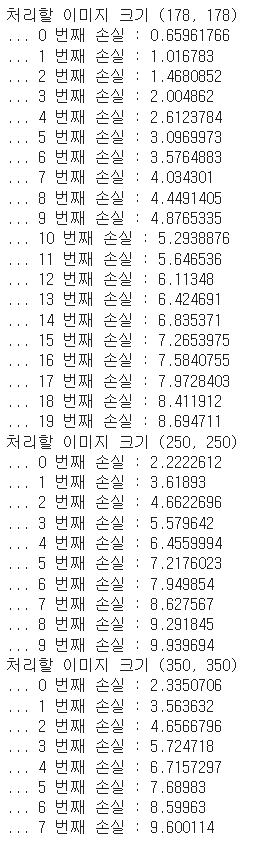 처리할 이미지 크기 (178, 178)
... 0 번째 손실 : 0.65961766
... 1 번째 손실 : 1.016783
... 2 번째 손실 : 1.4680852
... 3 번째 손실 : 2.004862
... 4 번째 손실 : 2.6123784
... 5 번째 손실 : 3.0969973
... 6 번째 손실 : 3.5764883
... 7 번째 손실 : 4.034301
... 8 번째 손실 : 4.4491405
... 9 번째 손실 : 4.8765335
... 10 번째 손실 : 5.2938876
... 11 번째 손실 : 5.646536
... 12 번째 손실 : 6.11348
... 13 번째 손실 : 6.424691
... 14 번째 손실 : 6.835371
... 15 번째 손실 : 7.2653975
... 16 번째 손실 : 7.5840755
... 17 번째 손실 : 7.9728403
... 18 번째 손실 : 8.411912
... 19 번째 손실 : 8.694711
처리할 이미지 크기 (250, 250)
... 0 번째 손실 : 2.2222612
... 1 번째 손실 : 3.61893
... 2 번째 손실 : 4.6622696
... 3 번째 손실 : 5.579642
... 4 번째 손실 : 6.4559994
... 5 번째 손실 : 7.2176023
... 6 번째 손실 : 7.949854
... 7 번째 손실 : 8.627567
... 8 번째 손실 : 9.291845
... 9 번째 손실 : 9.939694
처리할 이미지 크기 (350, 350)
... 0 번째 손실 : 2.3350706
... 1 번째 손실 : 3.563632
... 2 번째 손실 : 4.6566796
... 3 번째 손실 : 5.724718
... 4 번째 손실 : 6.7157297
... 5 번째 손실 : 7.68983
... 6 번째 손실 : 8.59963
... 7 번째 손실 : 9.600114